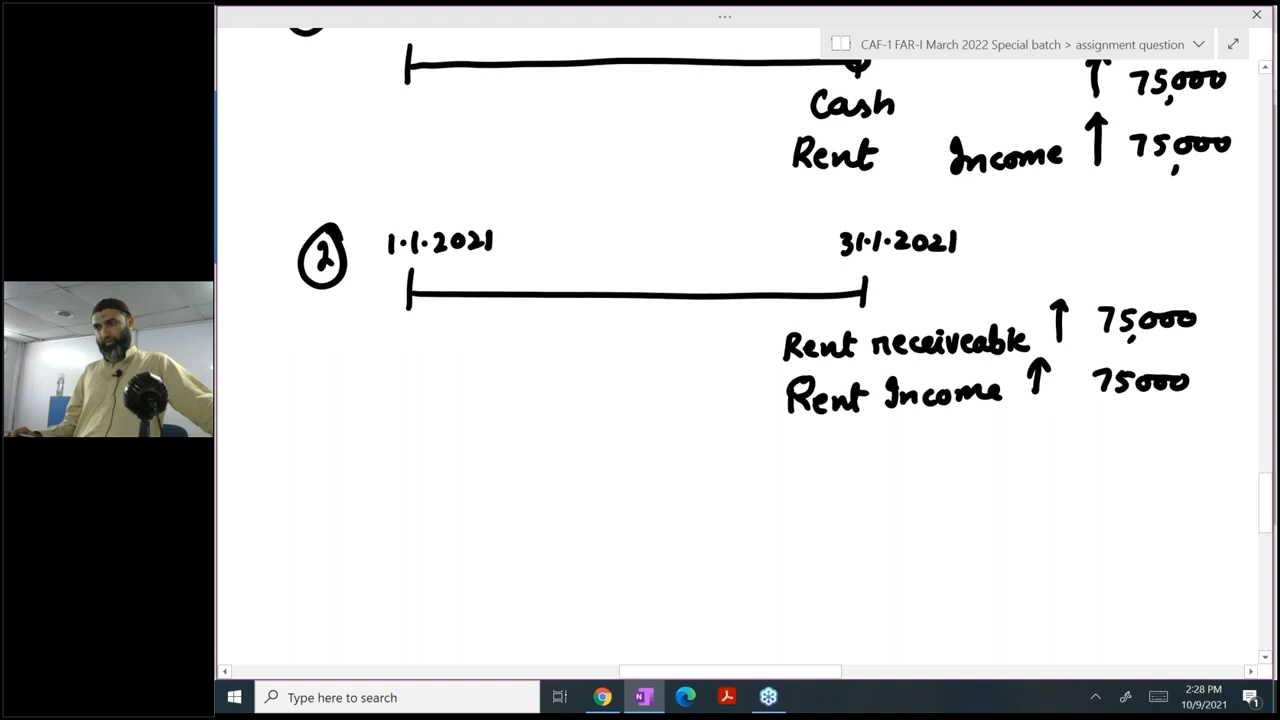 ...
CAF-1 FAR-I March 2022 Special batch > assignment question
↑ 75,000
Cash
Rent Income ↑ 75,000
2 1.1.2021 31.1.2021
Rent receiveable ↑ 75,000
Rent Income ↑ 75000
Type here to search
2:28 PM
10/9/2021